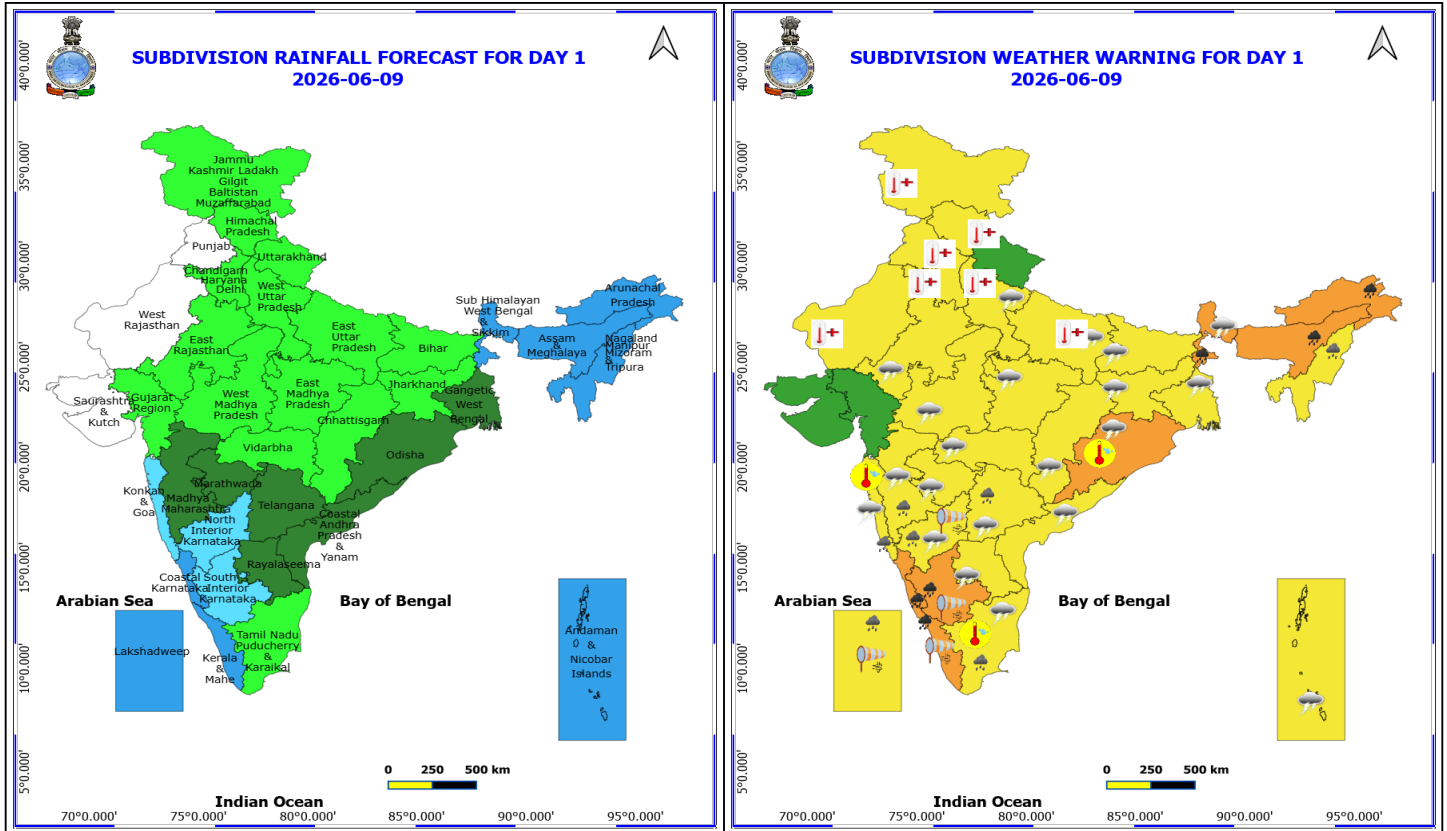 SUBDIVISION RAINFALL FORECAST FOR DAY 1
2026-06-09
40°0.000'
35°0.000'
30°0.000'
25°0.000'
20°0.000'
15°0.000'
10°0.000'
5°0.000'
Jammu
Kashmir Ladakh
Gilgit
Baltistan
Muzaffarabad
Himachal
Pradesh
Punjab
Uttarakhand
Chandigarh
Haryana
Delhi
West
Uttar
Pradesh
West
Rajasthan
East
Rajasthan
East
Uttar
Pradesh
Bihar
Sub Himalayan
West Bengal
&
Sikkim
Arunachal
Pradesh
Assam
&
Meghalaya
Nagaland
Manipur
Mizoram
&
Tripura
Saurashtra
&
Kutch
Gujarat
Region
West
Madhya
Pradesh
East
Madhya
Pradesh
Jharkhand
Gangetic
West
Bengal
Chhattisgarh
Vidarbha
Odisha
Konkan
&
Goa
Madhya
Maharashtra
Marathwada
Telangana
North
Interior
Karnataka
Coastal
Andhra
Pradesh
&
Yanam
Rayalaseema
Coastal
Karnataka
South
Interior
Karnataka
Arabian Sea
Bay of Bengal
Lakshadweep
Kerala
&
Mahe
Tamil Nadu
Puducherry
&
Karaikal
Andaman
&
Nicobar
Islands
0 250 500 km
Indian Ocean
70°0.000' 75°0.000' 80°0.000' 85°0.000' 90°0.000' 95°0.000'
SUBDIVISION WEATHER WARNING FOR DAY 1
2026-06-09
40°0.000'
35°0.000'
30°0.000'
25°0.000'
20°0.000'
15°0.000'
10°0.000'
5°0.000'
Arabian Sea
Bay of Bengal
0 250 500 km
Indian Ocean
70°0.000' 75°0.000' 80°0.000' 85°0.000' 90°0.000' 95°0.000'